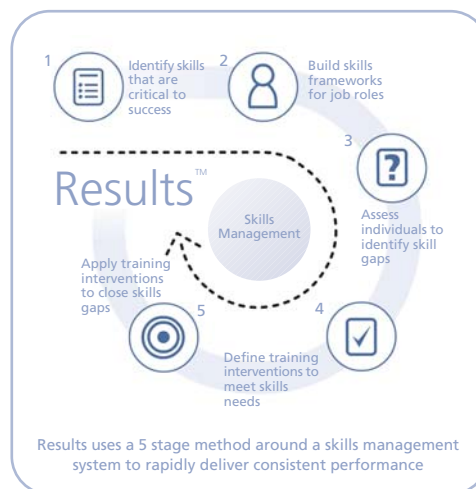 1
Identify skills
that are
critical to
success
2
Build skills
frameworks
for job roles
3
Assess
individuals to
identify skill
gaps
4
Define training
interventions to
meet skills
needs
5
Apply training
interventions
to close skills
gaps
Results™
Skills
Management
Results uses a 5 stage method around a skills management
system to rapidly deliver consistent performance